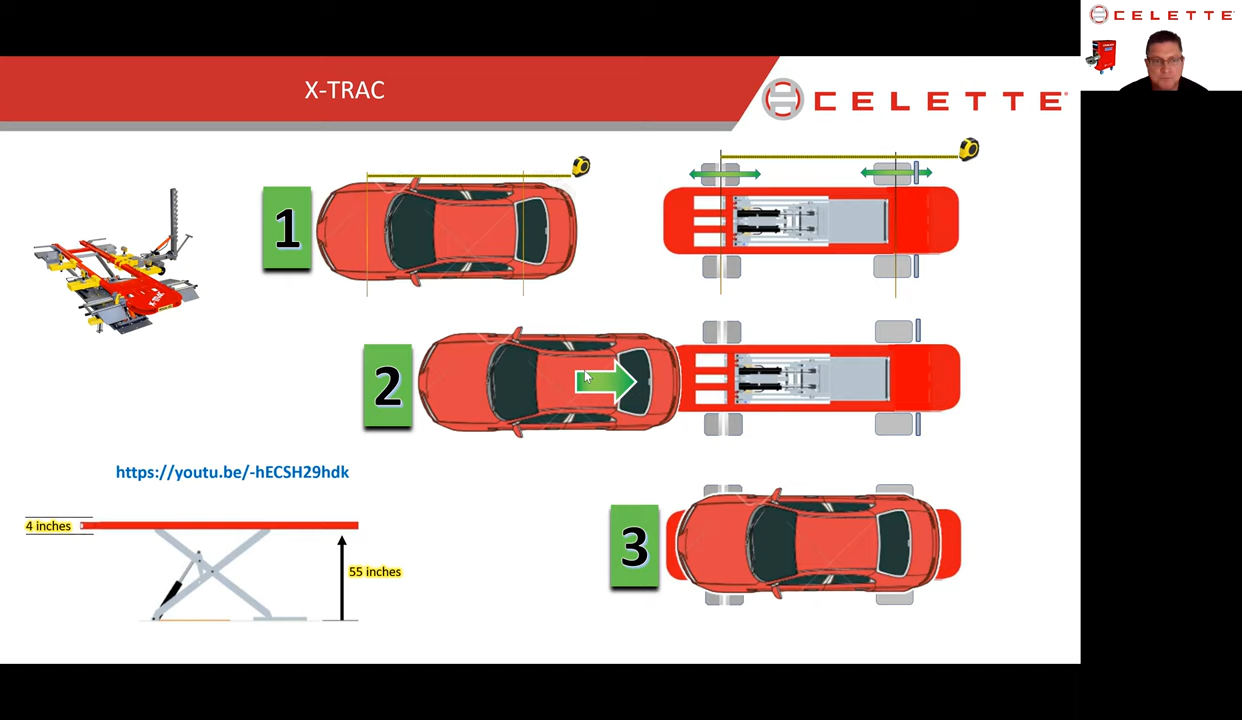 X-TRAC
CELETTE
CELETTE
1
2
https://youtu.be/-hECSH29hdk
4 inches
55 inches
3